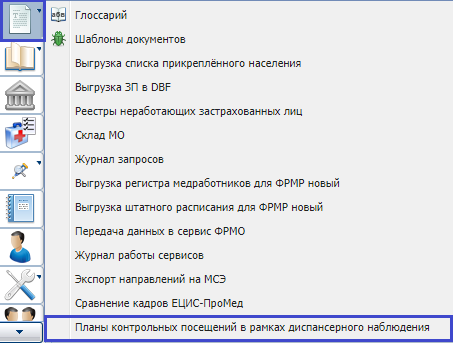 Глоссарий
Шаблоны документов
Выгрузка списка прикреплённого населения
Выгрузка ЗП в DBF
Реестры неработающих застрахованных лиц
Склад МО
Журнал запросов
Выгрузка регистра медработников для ФРМР новый
Выгрузка штатного расписания для ФРМР новый
Передача данных в сервис ФРМО
Журнал работы сервисов
Экспорт направлений на МСЭ
Сравнение кадров ЕЦИС-ПроМед
Планы контрольных посещений в рамках диспансерного наблюдения